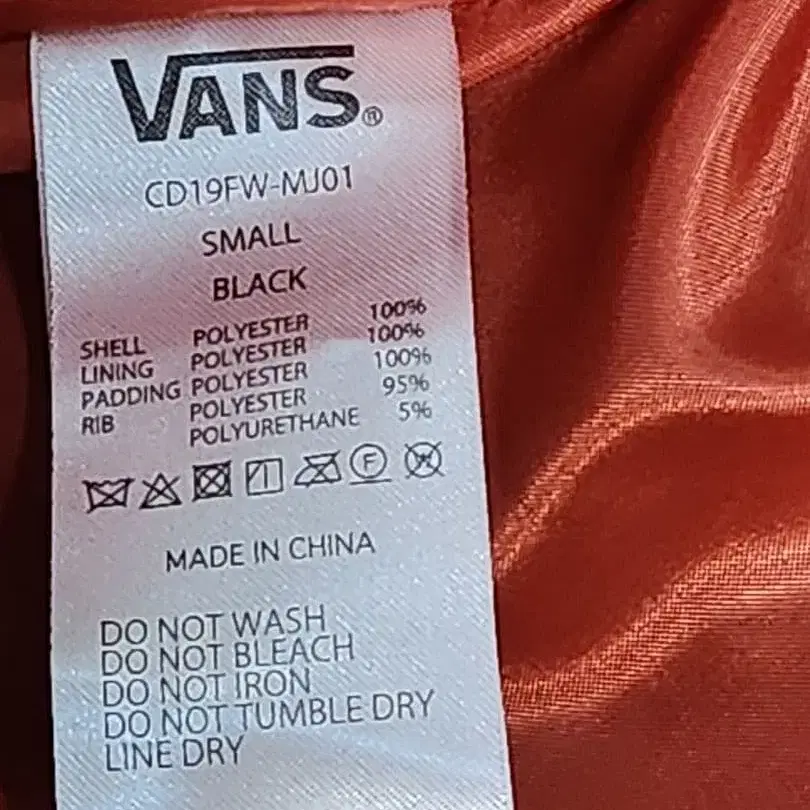 VANS®
CD19FW-MJ01
SMALL
BLACK
SHELL POLYESTER 100%
LINING POLYESTER 100%
PADDING POLYESTER 100%
RIB POLYESTER 95%
POLYURETHANE 5%
F W
MADE IN CHINA
DO NOT WASH
DO NOT BLEACH
DO NOT IRON
DO NOT TUMBLE DRY
LINE DRY